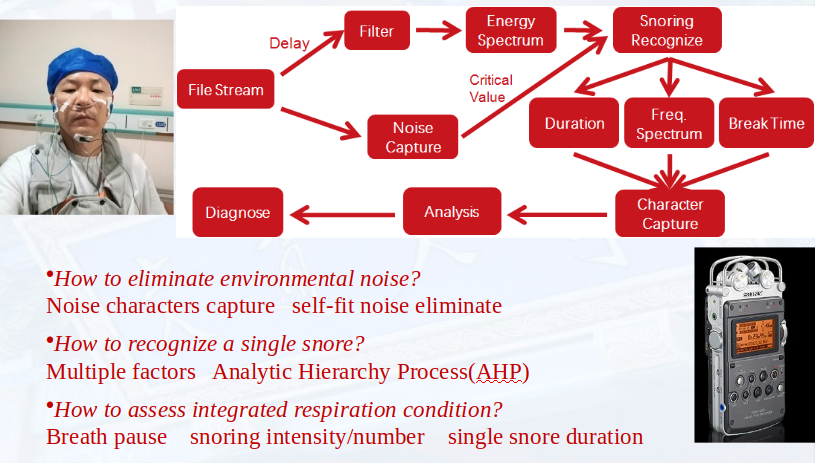 Delay
Filter
Energy
Spectrum
Snoring
Recognize
File Stream
Critical
Value
Noise
Capture
Duration
Freq.
Spectrum
Break Time
Diagnose
Analysis
Character
Capture
•How to eliminate environmental noise?
Noise characters capture self-fit noise eliminate
•How to recognize a single snore?
Multiple factors Analytic Hierarchy Process(AHP)
•How to assess integrated respiration condition?
Breath pause snoring intensity/number single snore duration
SONY